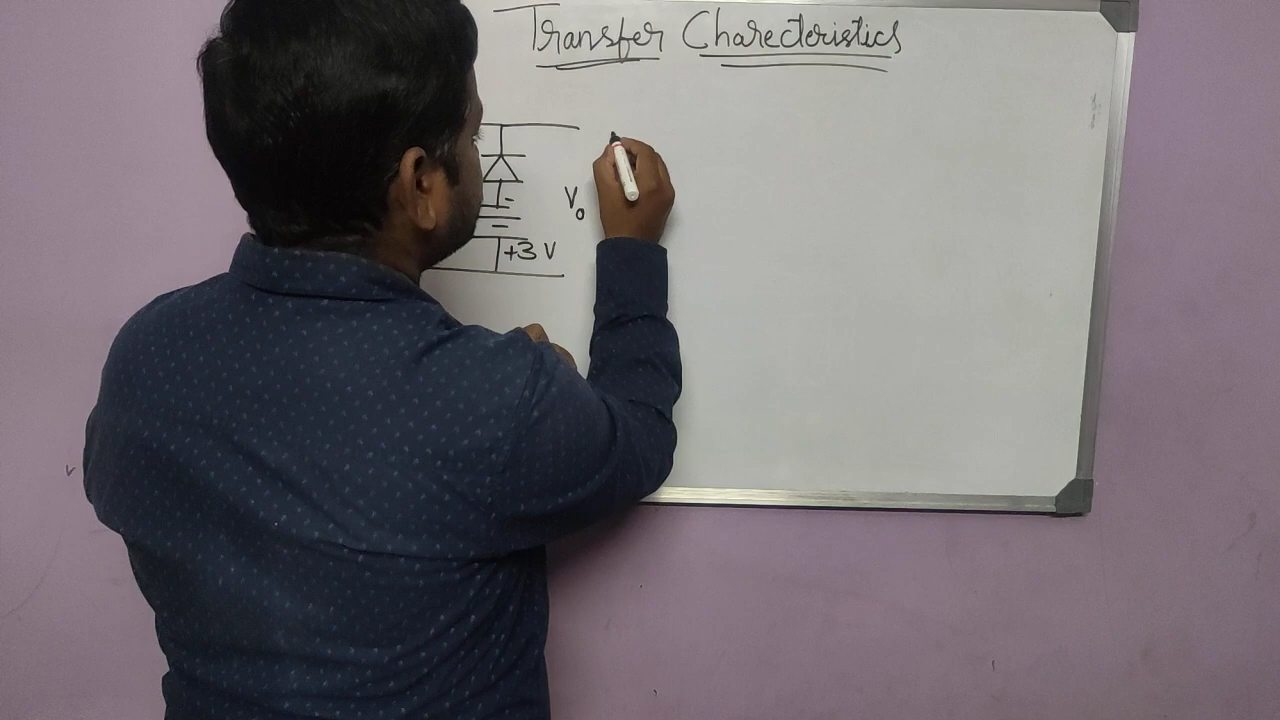 Transfer Charecteristics
V₀
+3 V